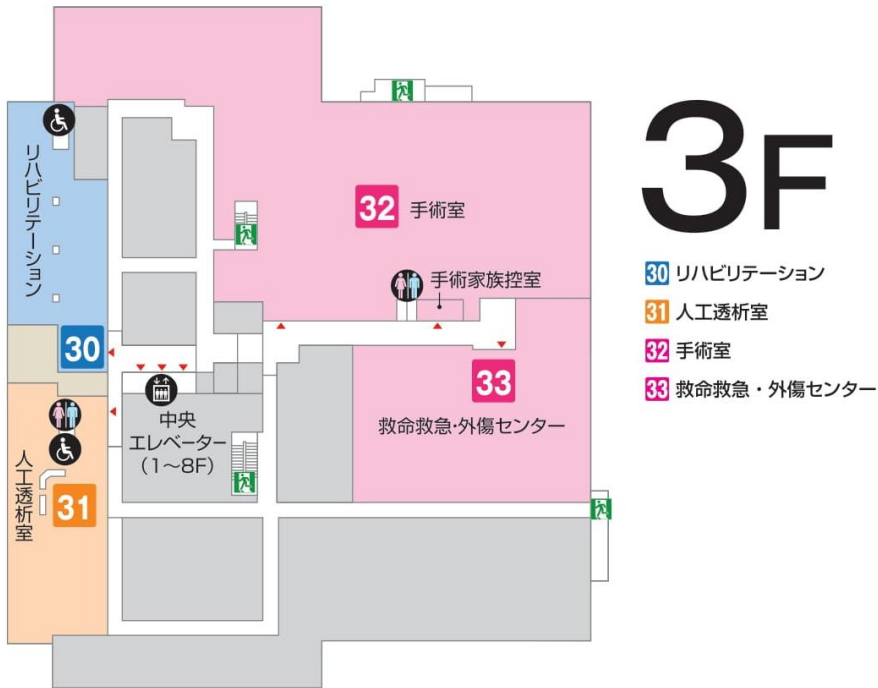 3F
30 リハビリテーション
31 人工透析室
32 手術室
33 救命救急・外傷センター
リハビリテーション
32 手術室
手術家族控室
30
33
救命救急・外傷センター
中央
エレベーター
(1～8F)
人工透析室
31